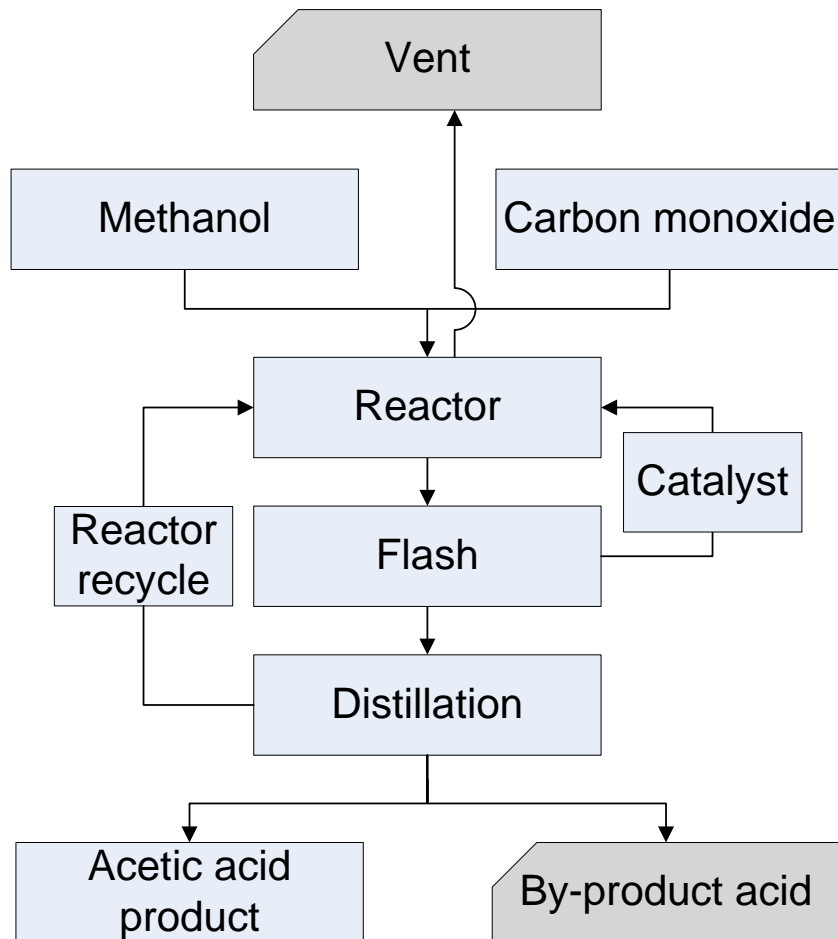 Vent
Methanol
Carbon monoxide
Reactor
Catalyst
Reactor
recycle
Flash
Distillation
Acetic acid
product
By-product acid